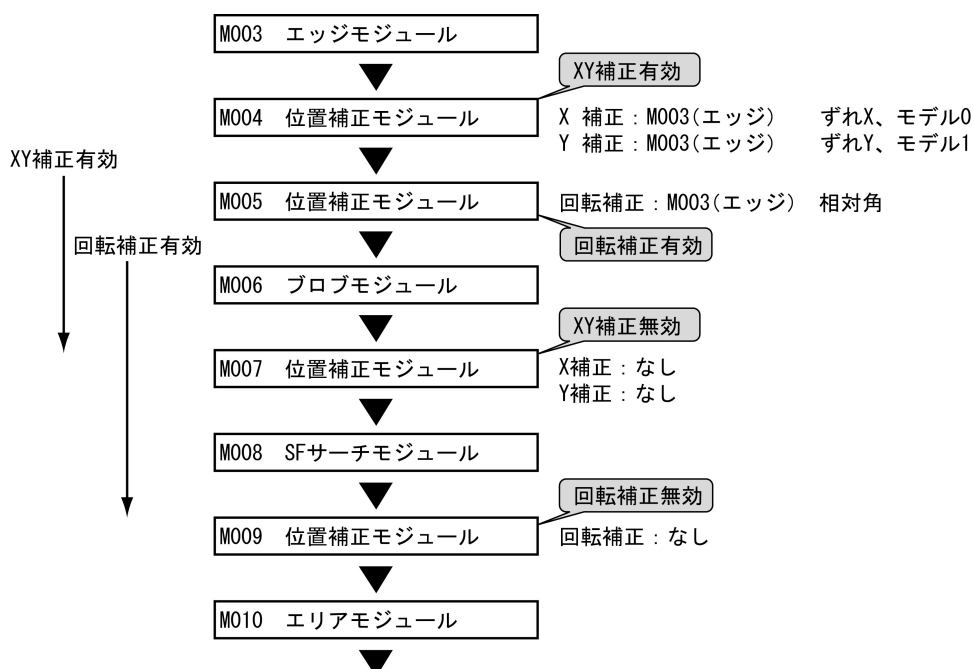 M003 エッジモジュール
XY補正有効
M004 位置補正モジュール
X 補正:M003(エッジ) ずれX、モデル0
Y 補正:M003(エッジ) ずれY、モデル1
XY補正有効
M005 位置補正モジュール
回転補正:M003(エッジ) 相対角
回転補正有効
回転補正有効
M006 ブロブモジュール
XY補正無効
M007 位置補正モジュール
X補正:なし
Y補正:なし
M008 SFサーチモジュール
回転補正無効
M009 位置補正モジュール
回転補正:なし
M010 エリアモジュール